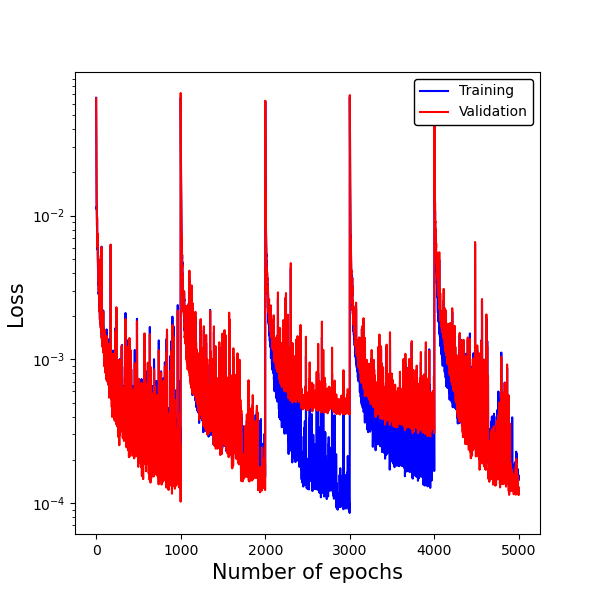 Training
Validation
10⁻²
10⁻³
10⁻⁴
Loss
0 1000 2000 3000 4000 5000
Number of epochs